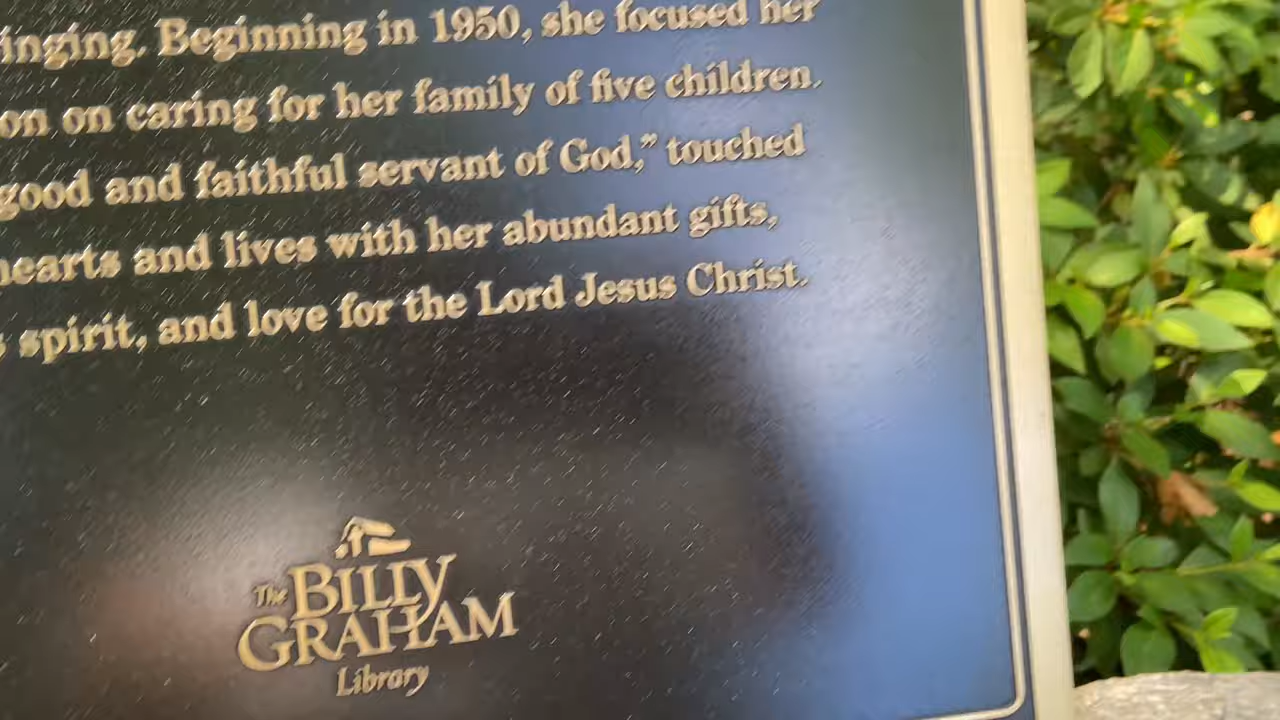 inging. Beginning in 1950, she focused her
on on caring for her family of five children.
good and faithful servant of God,” touched
hearts and lives with her abundant gifts,
s spirit, and love for the Lord Jesus Christ.
The BILLY
GRAHAM
Library